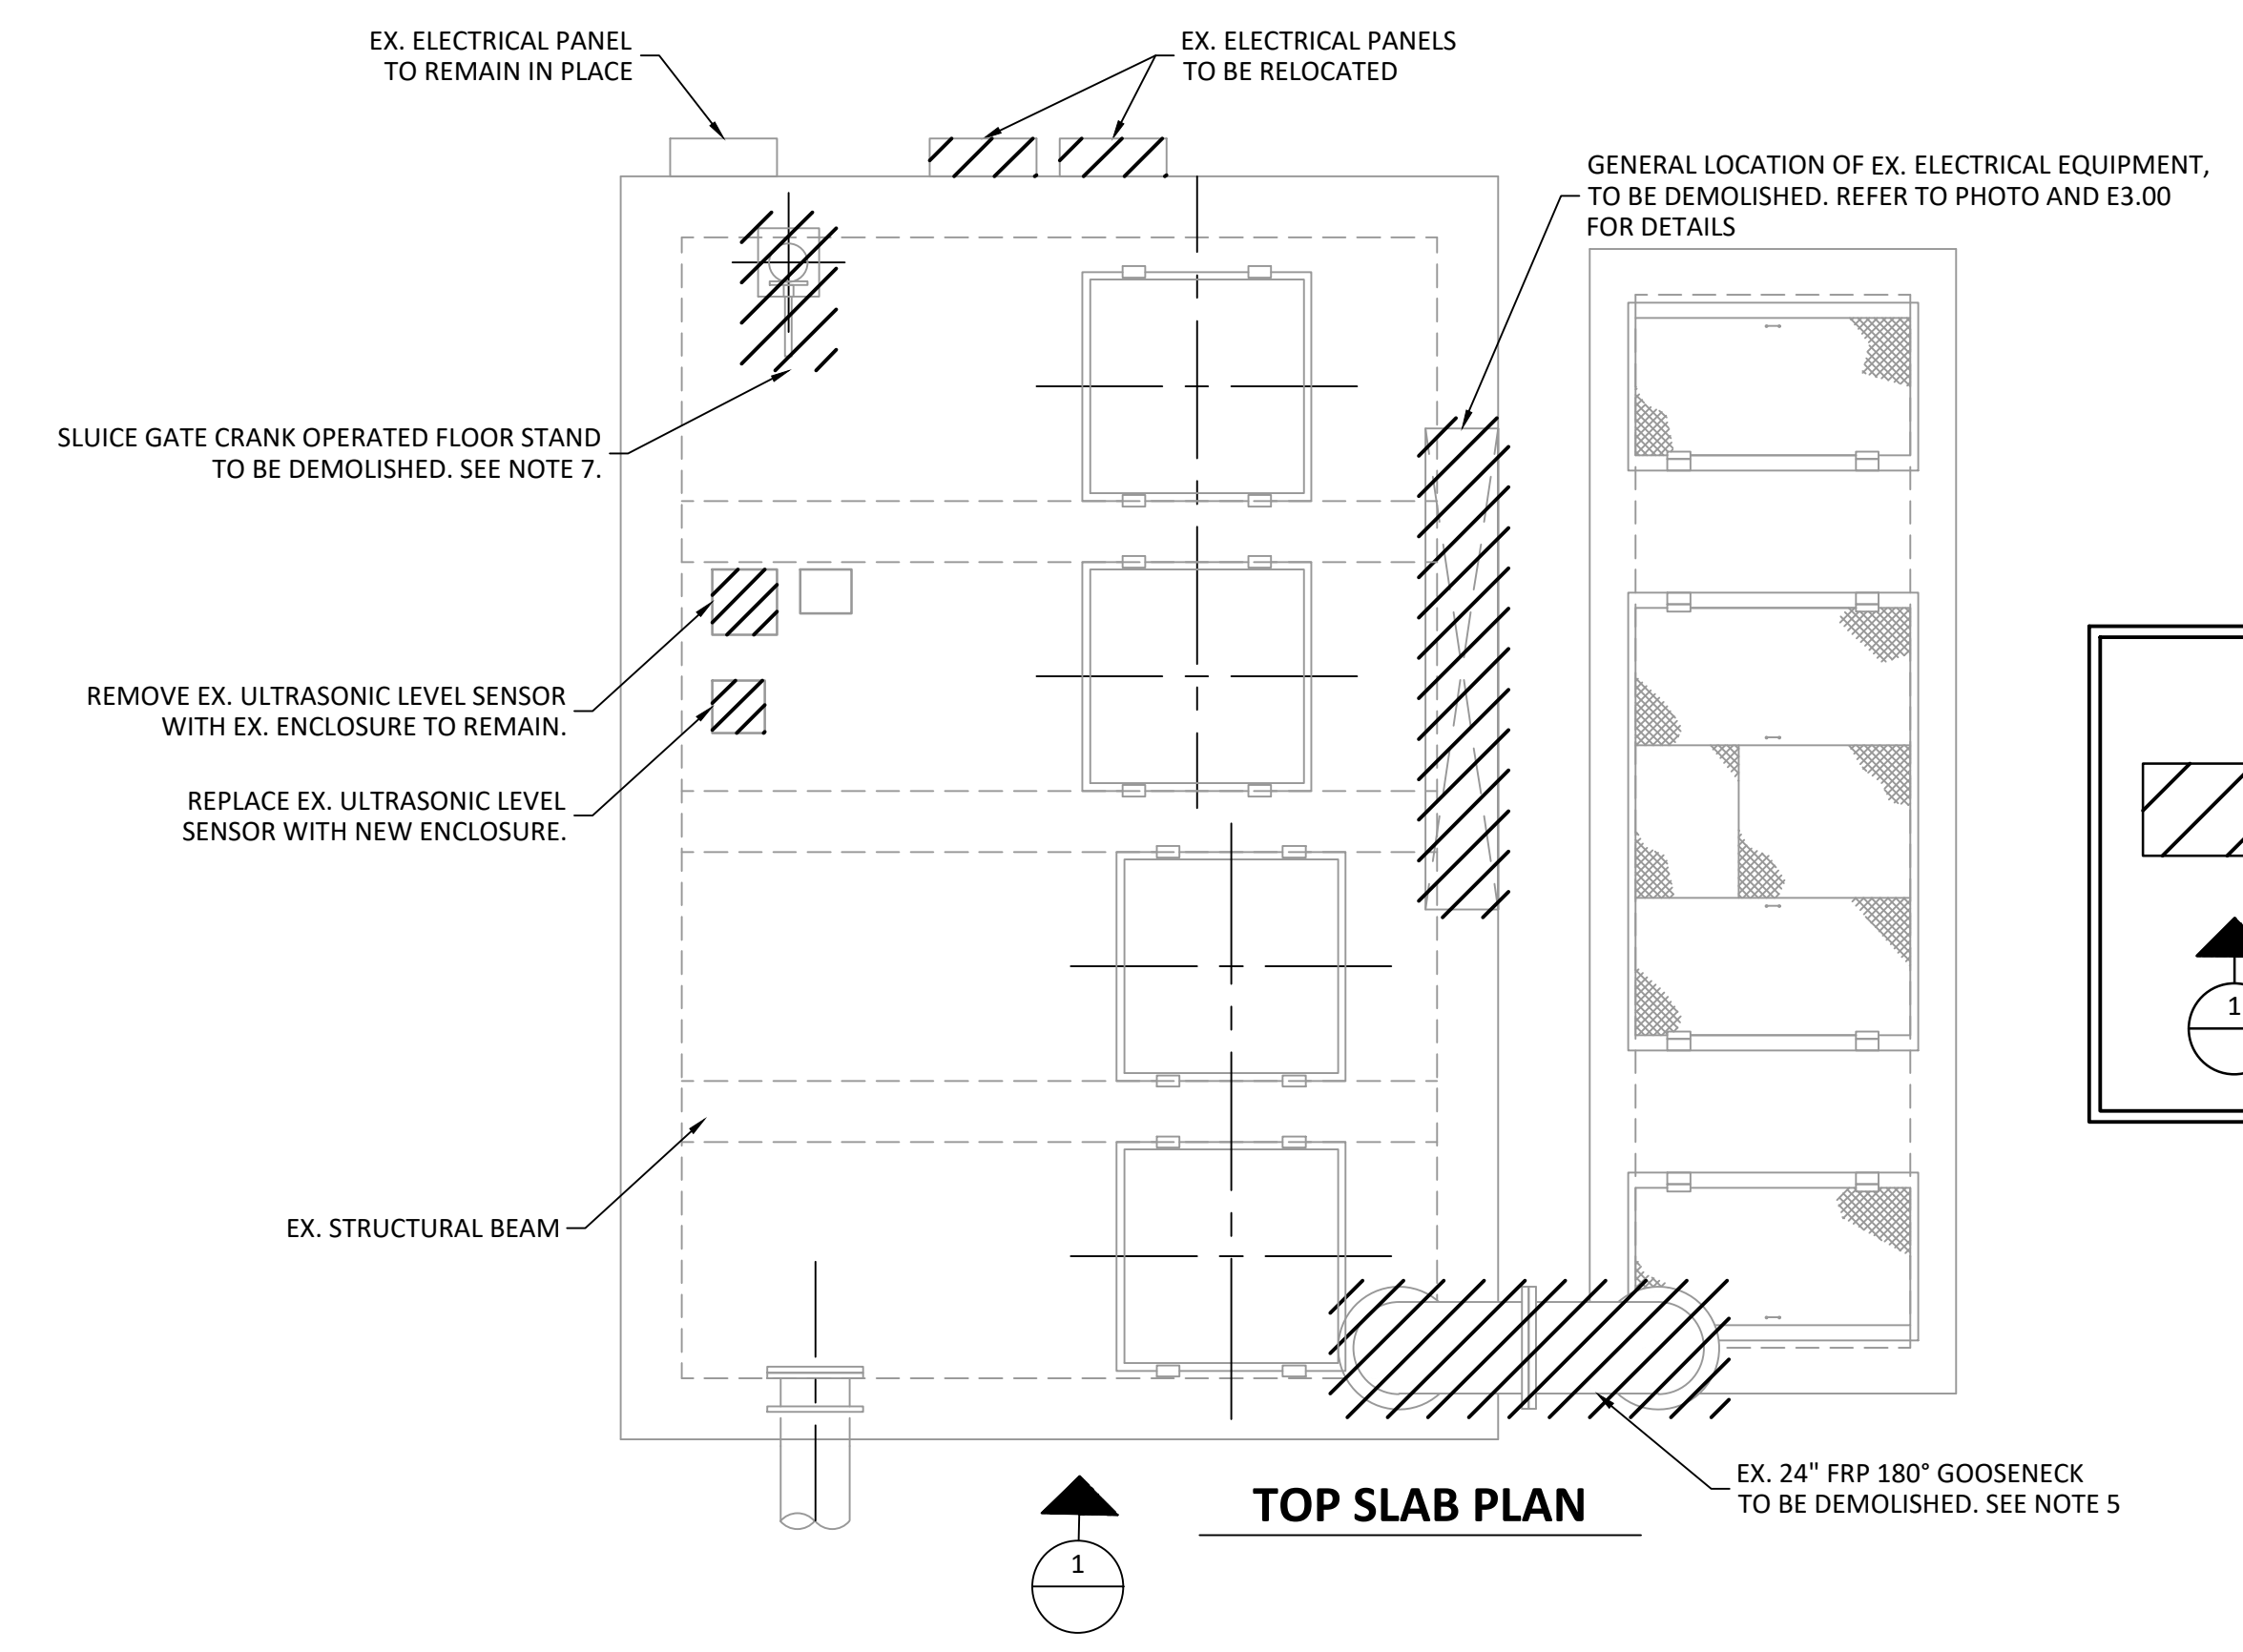 EX. ELECTRICAL PANEL
TO REMAIN IN PLACE
EX. ELECTRICAL PANELS
TO BE RELOCATED
GENERAL LOCATION OF EX. ELECTRICAL EQUIPMENT,
TO BE DEMOLISHED. REFER TO PHOTO AND E3.00
FOR DETAILS
SLUICE GATE CRANK OPERATED FLOOR STAND
TO BE DEMOLISHED. SEE NOTE 7.
REMOVE EX. ULTRASONIC LEVEL SENSOR
WITH EX. ENCLOSURE TO REMAIN.
REPLACE EX. ULTRASONIC LEVEL
SENSOR WITH NEW ENCLOSURE.
1
EX. STRUCTURAL BEAM
EX. 24" FRP 180° GOOSENECK
TO BE DEMOLISHED. SEE NOTE 5
TOP SLAB PLAN
1